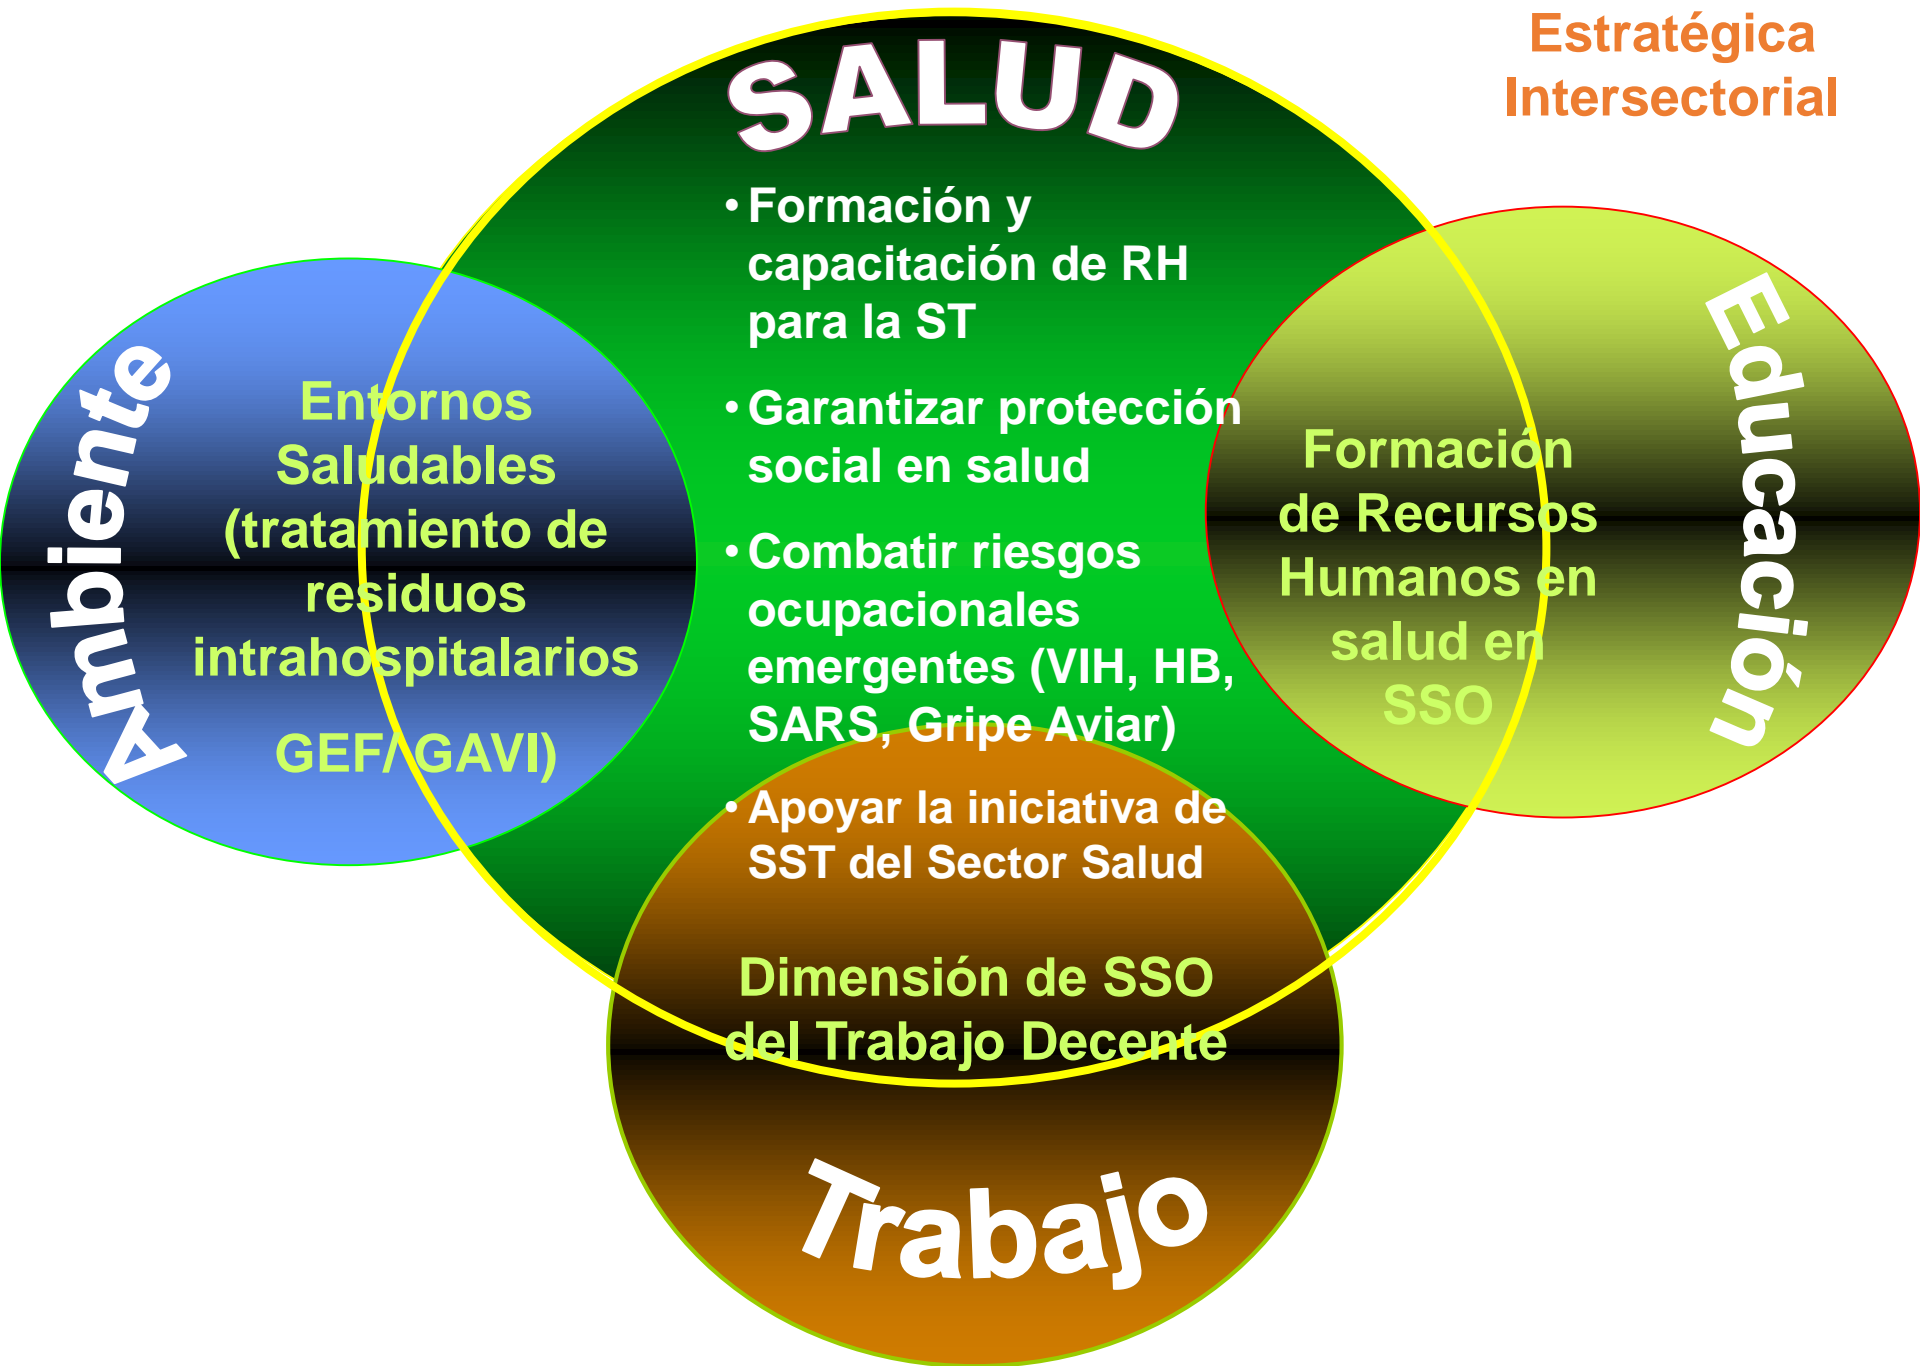 Estratégica
Intersectorial
SALUD
• Formación y
capacitación de RH
para la ST
• Garantizar protección
social en salud
• Combatir riesgos
ocupacionales
emergentes (VIH, HB,
SARS, Gripe Aviar)
• Apoyar la iniciativa de
SST del Sector Salud
Ambiente
Entornos
Saludables
(tratamiento de
residuos
intrahospitalarios
GEF/ GAVI)
Educación
Formación
de Recursos
Humanos en
salud en
SSO
Dimensión de SSO
del Trabajo Decente
Trabajo